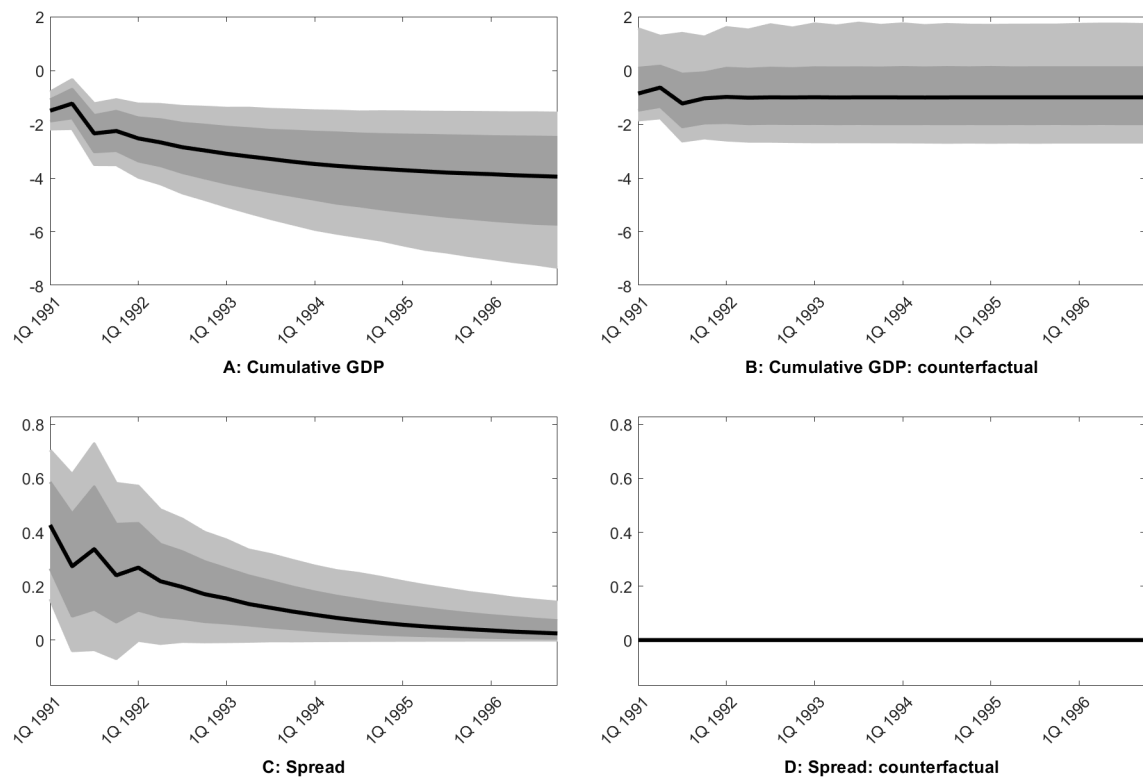 2
0
-2
-4
-6
-8
1Q 1991
1Q 1992
1Q 1993
1Q 1994
1Q 1995
1Q 1996
A: Cumulative GDP
2
0
-2
-4
-6
-8
1Q 1991
1Q 1992
1Q 1993
1Q 1994
1Q 1995
1Q 1996
B: Cumulative GDP: counterfactual
0.8
0.6
0.4
0.2
0
1Q 1991
1Q 1992
1Q 1993
1Q 1994
1Q 1995
1Q 1996
C: Spread
0.8
0.6
0.4
0.2
0
1Q 1991
1Q 1992
1Q 1993
1Q 1994
1Q 1995
1Q 1996
D: Spread: counterfactual